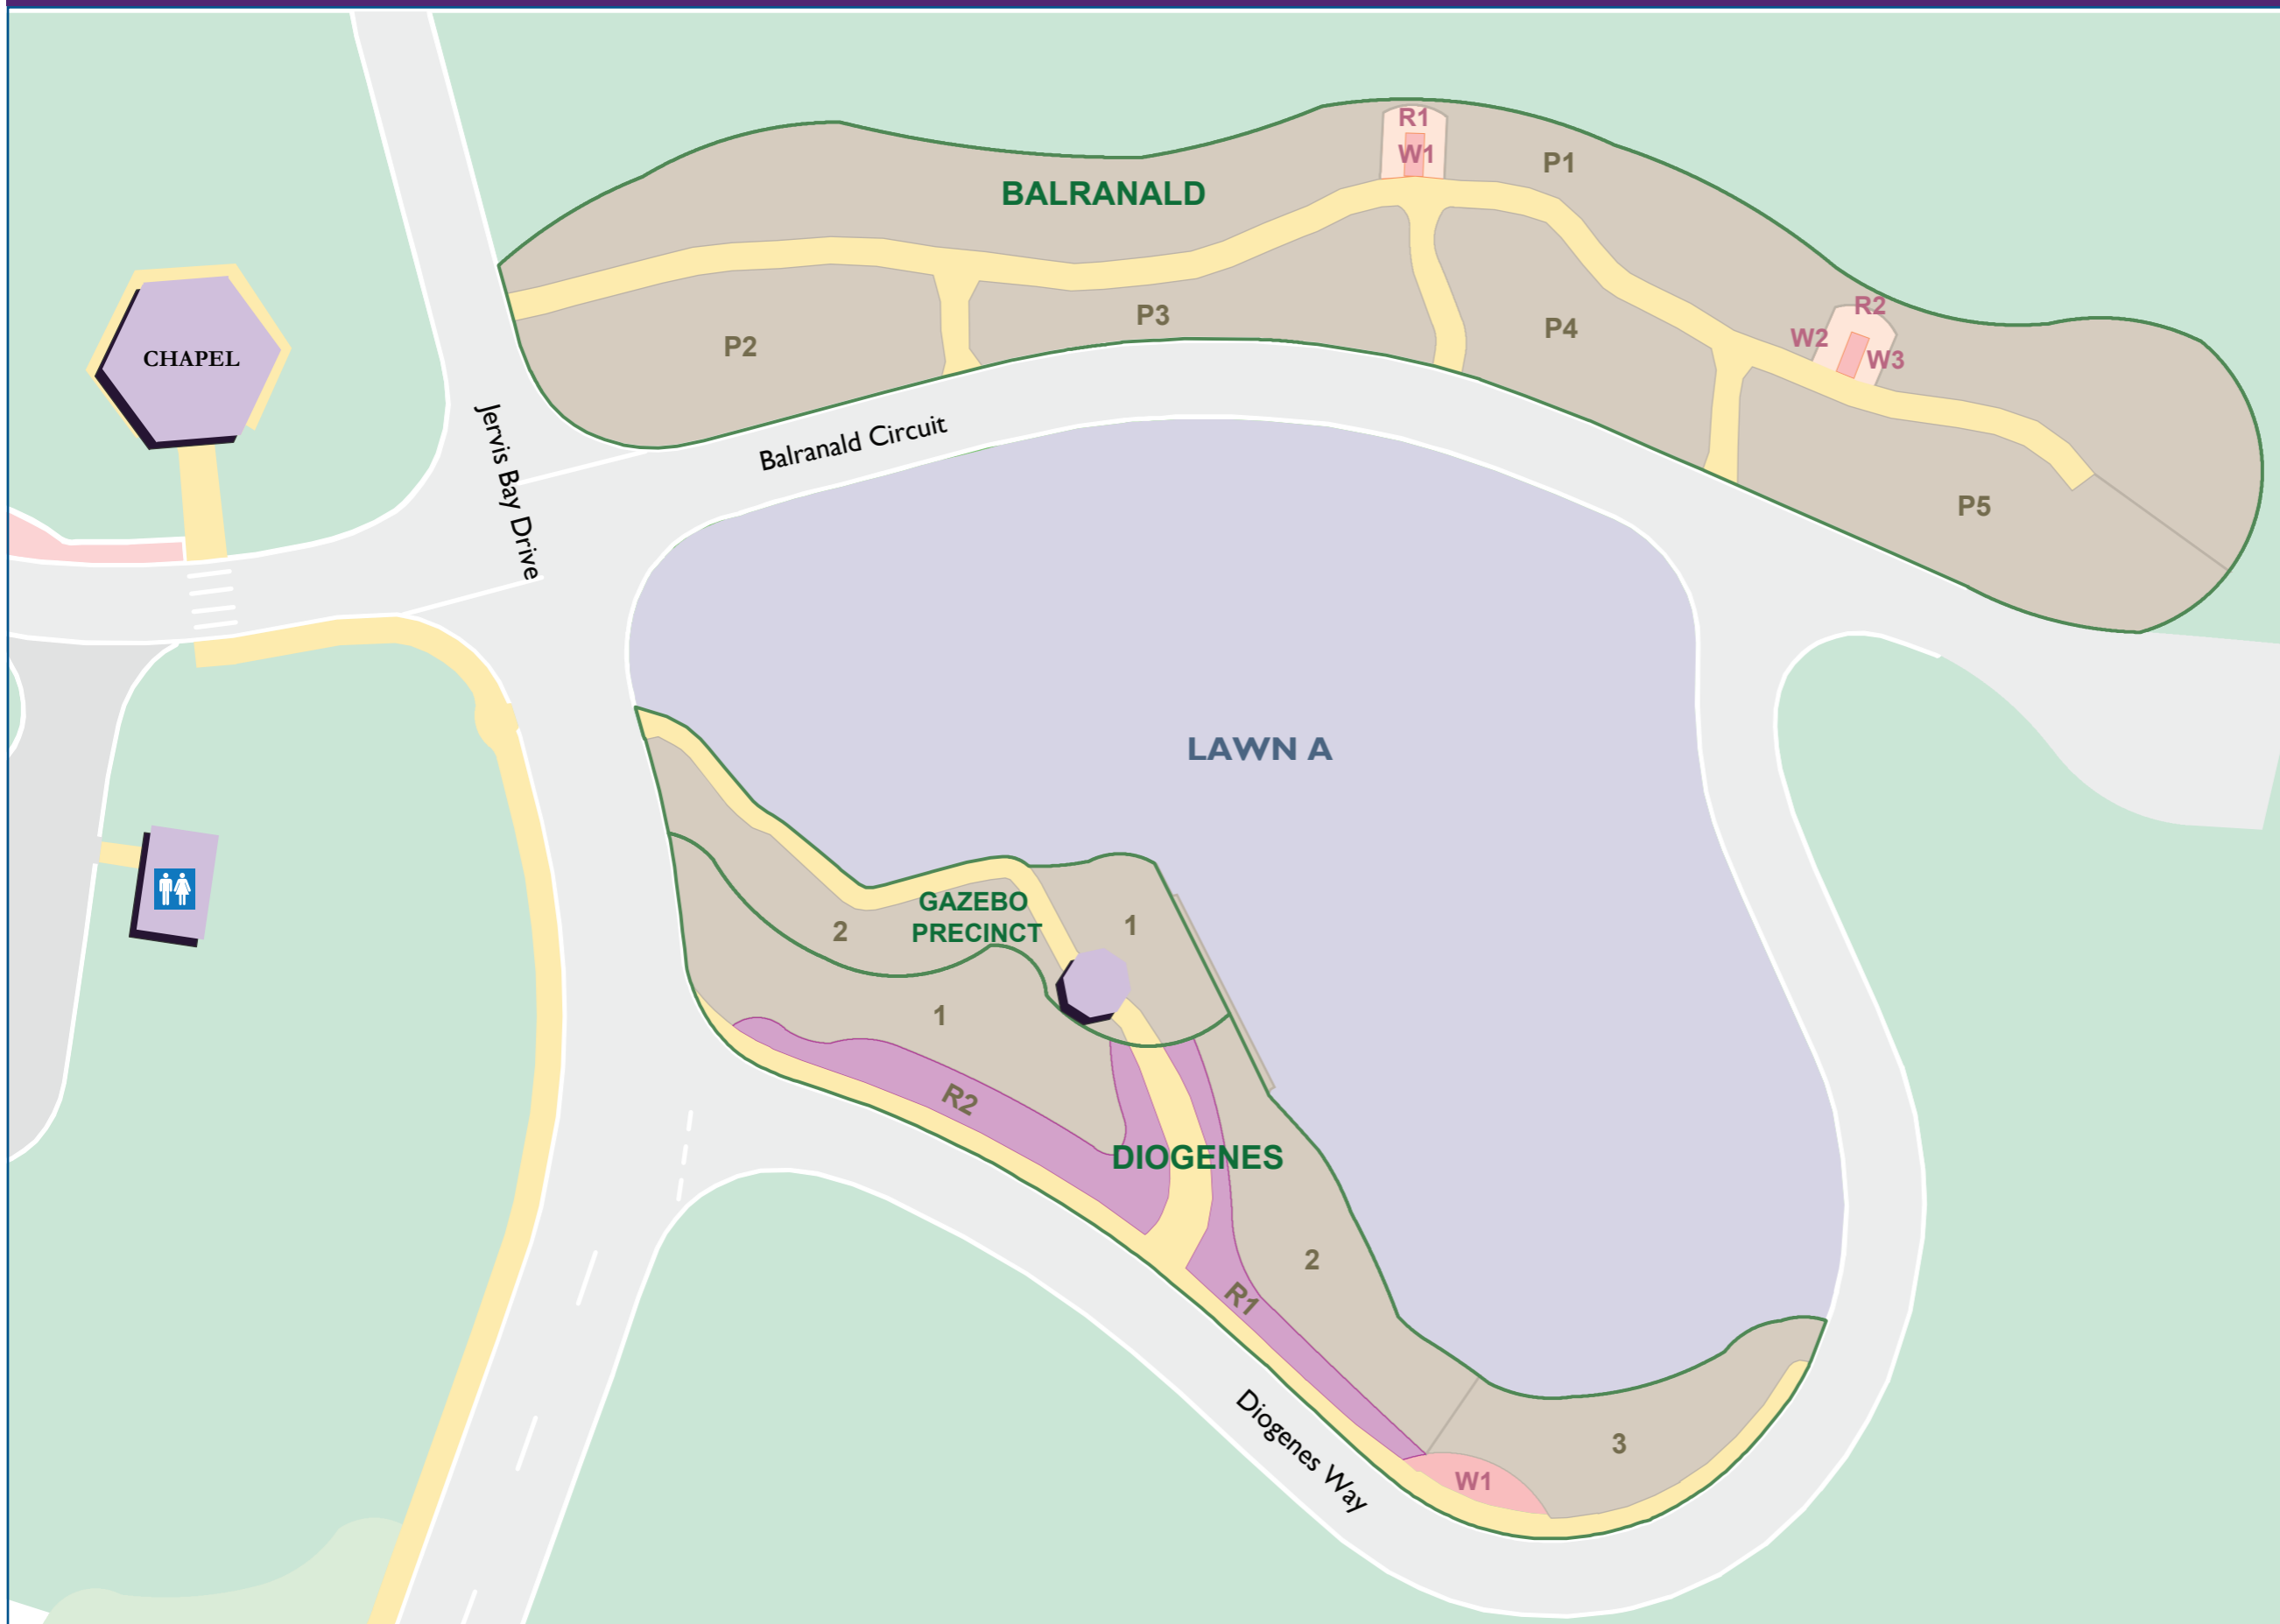 R1
W1
P1
BALRANALD
R2
W2
W3
P3
P4
P2
CHAPEL
Jervis Bay Drive
Balranald Circuit
P5
LAWN A
GAZEBO
PRECINCT
1
2
1
R2
DIOGENES
2
R1
Diogenes Way
3
W1